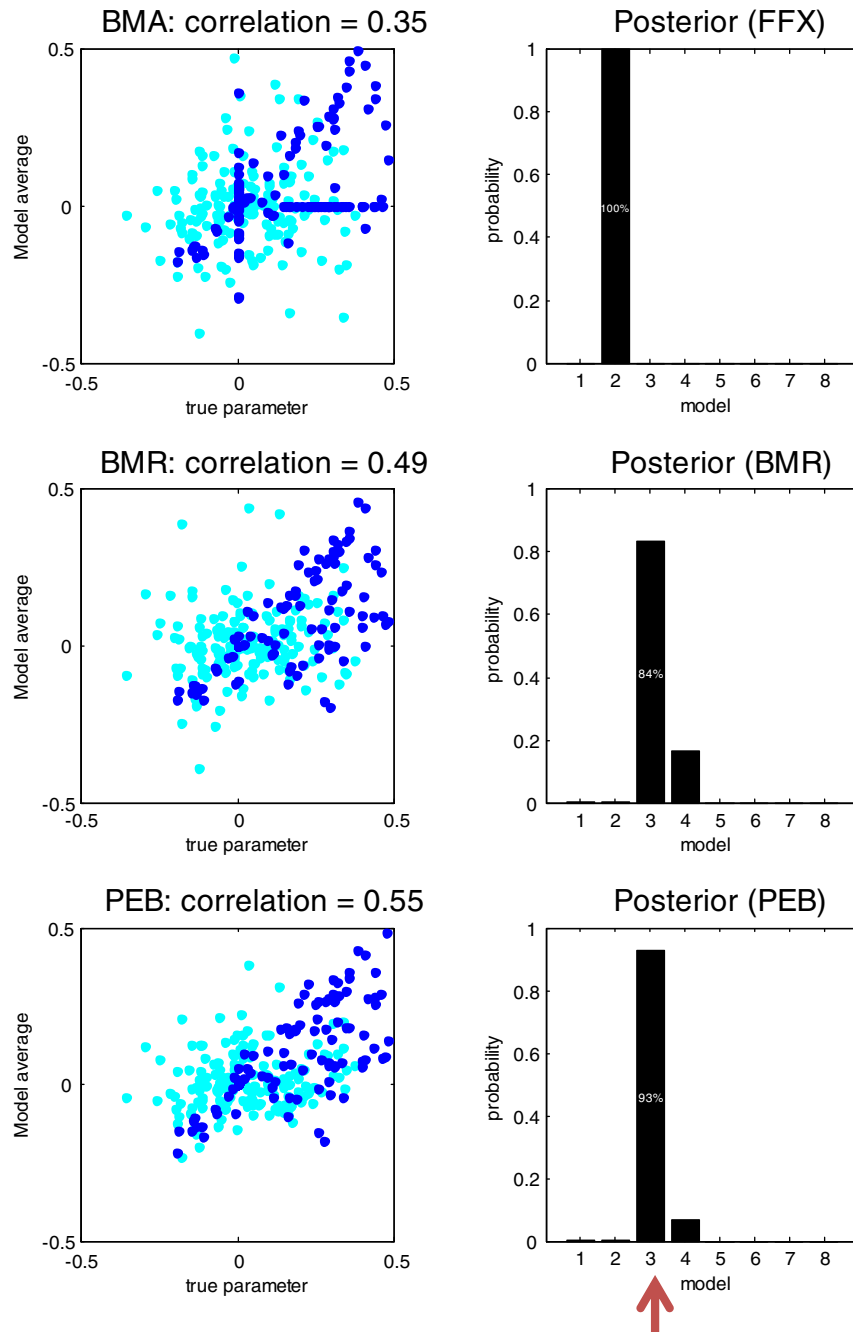 BMA: correlation = 0.35
0.5
0
-0.5
Model average
0
0.5
true parameter
Posterior (FFX)
1
0.8
0.6
0.4
0.2
0
probability
100%
1 2 3 4 5 6 7 8
model
BMR: correlation = 0.49
0.5
0
-0.5
Model average
-0.5 0 0.5
true parameter
Posterior (BMR)
1
0.8
0.6
0.4
0.2
0
probability
84%
1 2 3 4 5 6 7 8
model
PEB: correlation = 0.55
0.5
0
-0.5
Model average
-0.5 0 0.5
true parameter
Posterior (PEB)
1
0.8
0.6
0.4
0.2
0
probability
93%
1 2 3 4 5 6 7 8
model